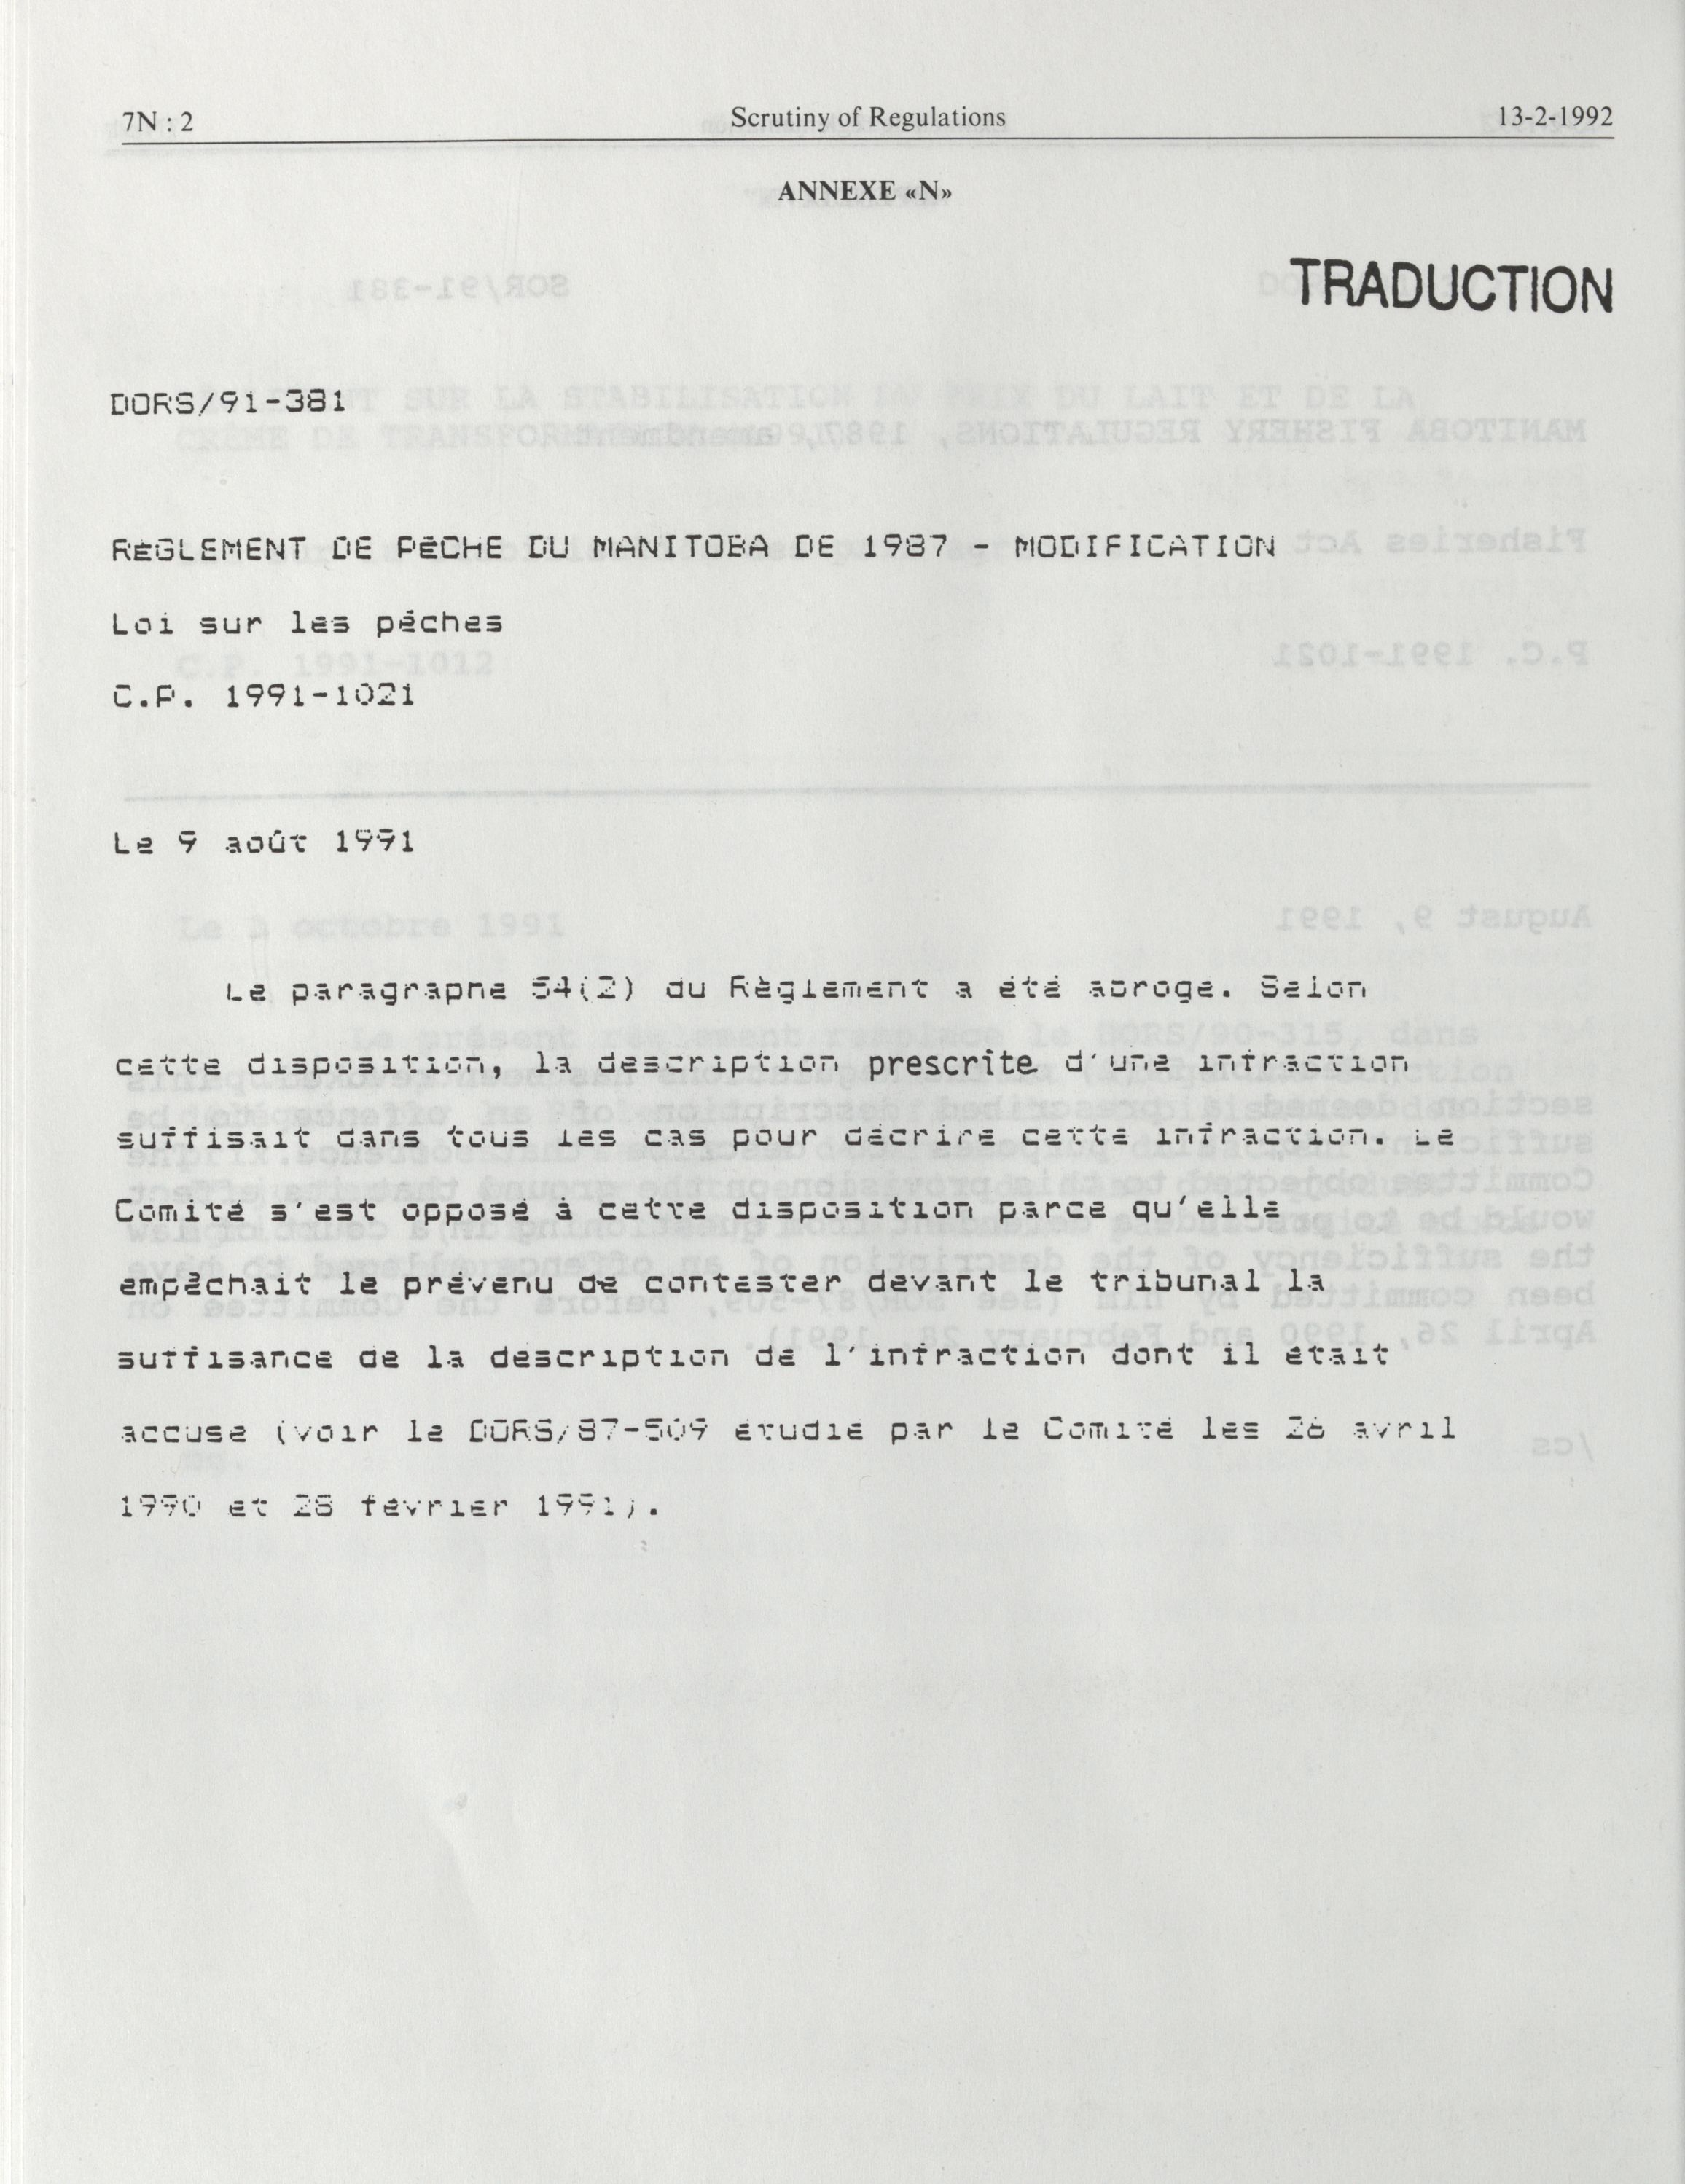 7N : 2 Scrutiny of Regulations 13-2-1992
ANNEXE «N»
TRADUCTION
DORS/91-381
RÈGLEMENT DE PÊCHE DU MANITOBA DE 1987 - MODIFICATION
Loi sur les pêches
C.P. 1991-1021
Le 9 août 1991
Le paragraphe 54(2) du Règlement a été abrogé. Selon
cette disposition, la description prescrite d'une infraction
suffisait dans tous les cas pour décrire cette infraction. Le
Comité s'est opposé à cette disposition parce qu'elle
empêchait le prévenu de contester devant le tribunal la
suffisance de la description de l'infraction dont il était
accusé (voir le DORS/87-509 étudié par le Comité les 26 avril
1990 et 28 février 1991).